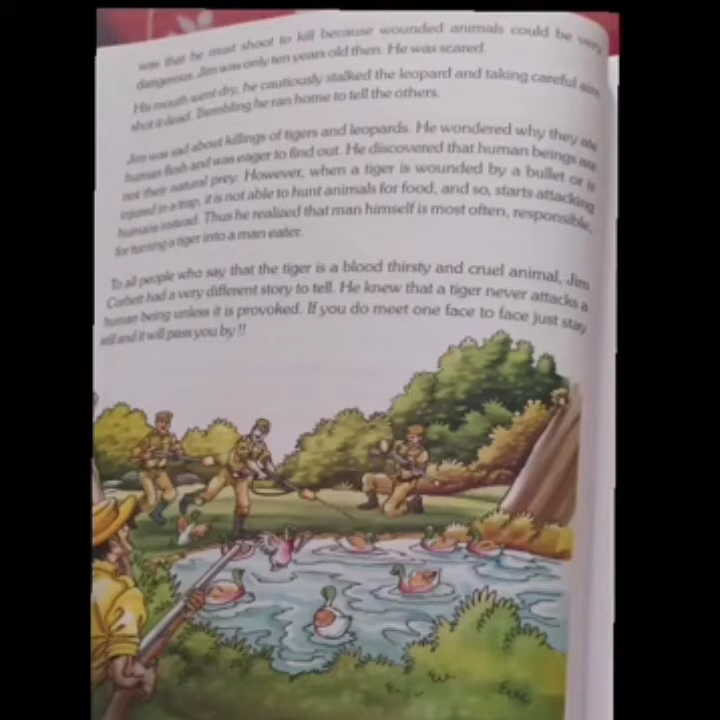 was that he must shoot to kill because wounded animals could be very
dangerous. Jim was only ten years old then. He was scared.
His mouth went dry, he cautiously stalked the leopard and taking careful aim
shot it dead. Trembling he ran home to tell the others.
Jim was sad about killings of tigers and leopards. He wondered why they ate
human flesh and was eager to find out. He discovered that human beings are
not their natural prey. However, when a tiger is wounded by a bullet or is
injured in a trap, it is not able to hunt animals for food, and so, starts attacking
humans instead. Thus he realized that man himself is most often, responsible,
for turning a tiger into a man eater.
To all people who say that the tiger is a blood thirsty and cruel animal, Jim
Corbett had a very different story to tell. He knew that a tiger never attacks a
human being unless it is provoked. If you do meet one face to face just stay
still and it will pass you by !!